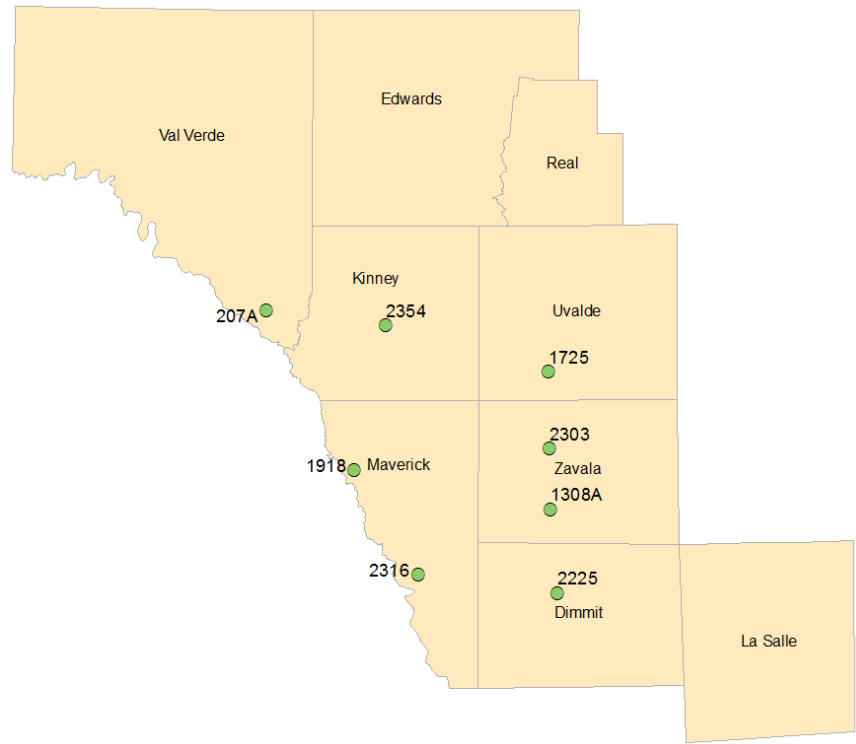 Edwards
Val Verde
Real
Kinney
2354
Uvalde
207A
1725
2303
1918
Maverick
Zavala
1308A
2316
2225
Dimmit
La Salle